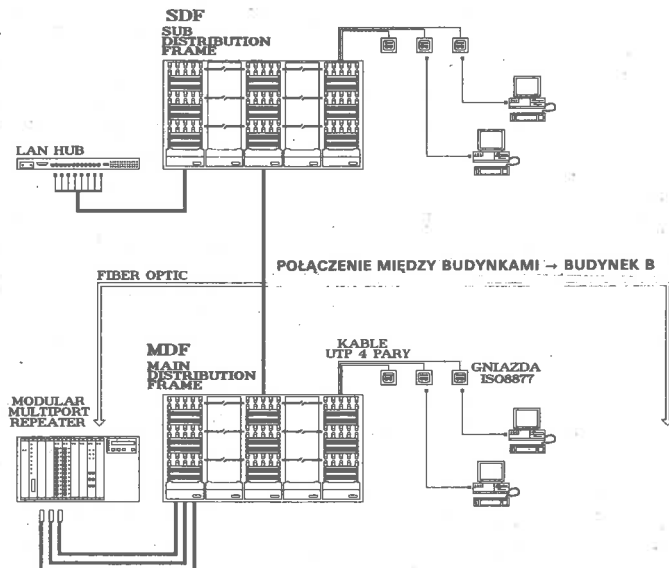 SDF
SUB
DISTRIBUTION
FRAME
LAN HUB
POŁĄCZENIE MIĘDZY BUDYNKAMI → BUDYNEK B
FIBER OPTIC
MDF
MAIN
DISTRIBUTION
FRAME
KABLE
UTP 4 PARY
GNIAZDA
ISO8877
MODULAR
MULTIPORT
REPEATER